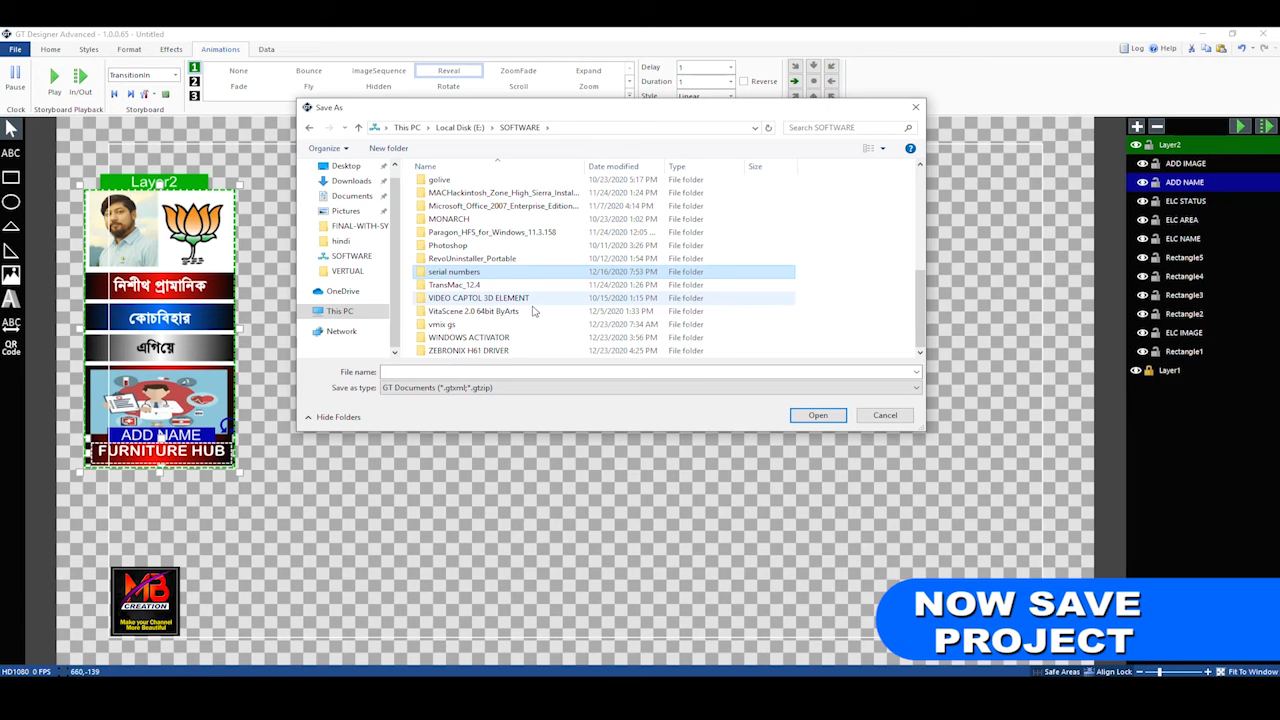 GT Designer Advanced - 1.0.0.65 - Untitled
File Home Styles Format Effects Animations Data
Log Help
Pause Play In/Out
TransitionIn
Clock Storyboard Playback Storyboard
1
2
3
None Bounce ImageSequence Reveal ZoomFade Expand
Fade Fly Hidden Rotate Scroll Zoom
Delay 1
Duration 1 Reverse
Style Linear
Save As
This PC > Local Disk (E:) > SOFTWARE >
Search SOFTWARE
Organize New folder
Name Date modified Type Size
Desktop
Downloads
Documents
Pictures
FINAL-WITH-SY
hindi
SOFTWARE
VERTUAL
OneDrive
This PC
Network
golive 10/23/2020 5:17 PM File folder
MACHackintosh_Zone_High_Sierra_Instal... 11/24/2020 1:24 PM File folder
Microsoft_Office_2007_Enterprise_Edition... 11/7/2020 4:14 PM File folder
MONARCH 10/23/2020 1:02 PM File folder
Paragon_HFS_for_Windows_11.3.158 11/24/2020 12:05 ... File folder
Photoshop 10/11/2020 3:26 PM File folder
RevoUninstaller_Portable 10/12/2020 1:54 PM File folder
serial numbers 12/16/2020 7:53 PM File folder
TransMac_12.4 11/24/2020 1:26 PM File folder
VIDEO CAPTOL 3D ELEMENT 10/15/2020 1:15 PM File folder
VitaScene 2.0 64bit ByArts 12/5/2020 1:33 PM File folder
vmix gs 12/23/2020 7:34 AM File folder
WINDOWS ACTIVATOR 12/23/2020 3:56 PM File folder
ZEBRONIX H61 DRIVER 12/23/2020 4:25 PM File folder
File name:
Save as type: GT Documents (*.gtxml;*.gtzip)
Hide Folders
Open Cancel
ABC
A
ABC
QR
Code
Layer2
নিশীথ প্রামানিক
কোচবিহার
এগিয়ে
ADD NAME
FURNITURE HUB
MB
CREATION
Make your Channel
More Beautiful
Layer2
ADD IMAGE
ADD NAME
ELC STATUS
ELC AREA
ELC NAME
Rectangle5
Rectangle4
Rectangle3
Rectangle2
ELC IMAGE
Rectangle1
Layer1
NOW SAVE
PROJECT
HD1080 0 FPS 660,-139
Safe Areas Align Lock Fit To Window